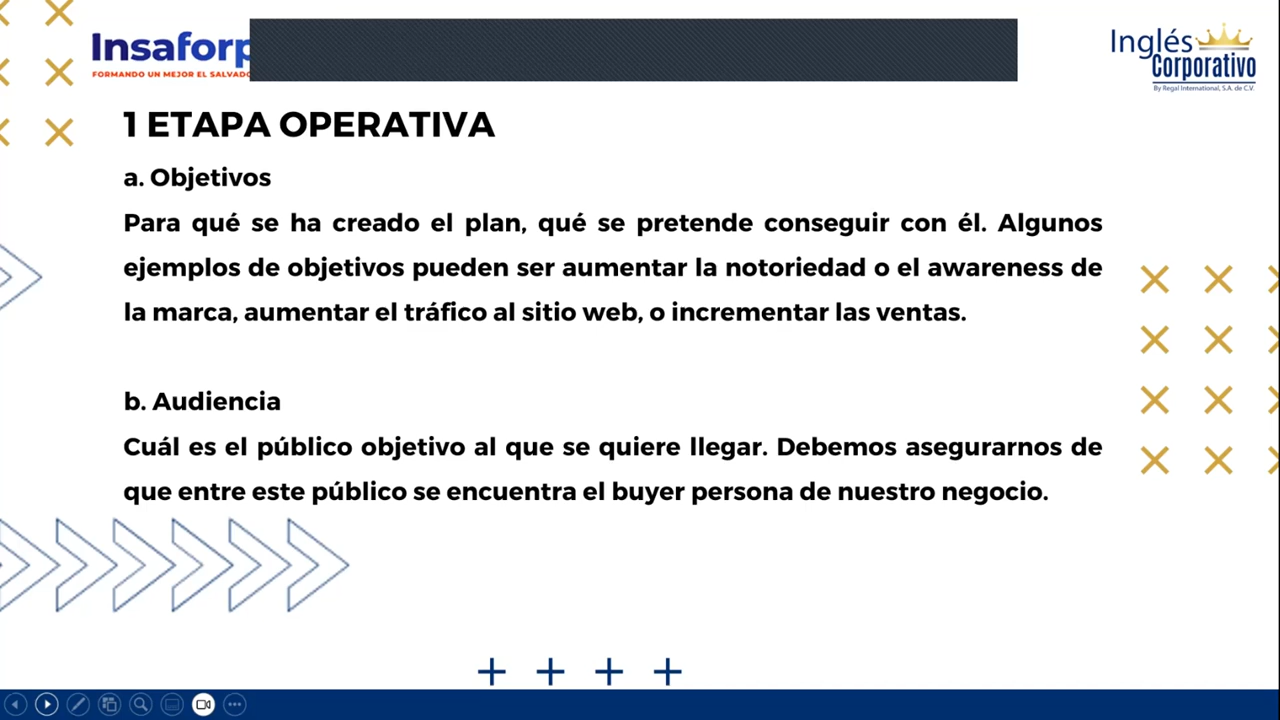 Insaforp
FORMANDO UN MEJOR EL SALVADOR
Inglés
Corporativo
By Regal International, S.A. de C.V.
1 ETAPA OPERATIVA
a. Objetivos
Para qué se ha creado el plan, qué se pretende conseguir con él. Algunos
ejemplos de objetivos pueden ser aumentar la notoriedad o el awareness de
la marca, aumentar el tráfico al sitio web, o incrementar las ventas.
b. Audiencia
Cuál es el público objetivo al que se quiere llegar. Debemos asegurarnos de
que entre este público se encuentra el buyer persona de nuestro negocio.